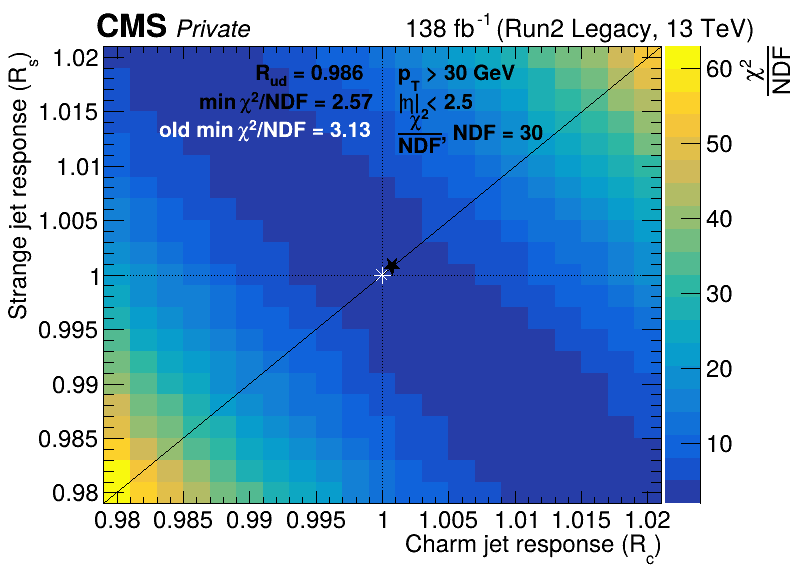 CMS Private 138 fb⁻¹ (Run2 Legacy, 13 TeV)
R_ud = 0.986
min χ²/NDF = 2.57
old min χ²/NDF = 3.13
p_T > 30 GeV
|η| < 2.5
χ²/NDF, NDF = 30
Strange jet response (R_s)
1.02
1.015
1.01
1.005
1
0.995
0.99
0.985
0.98
0.98 0.985 0.99 0.995 1 1.005 1.01 1.015 1.02
Charm jet response (R_c)
χ²/NDF
60
50
40
30
20
10